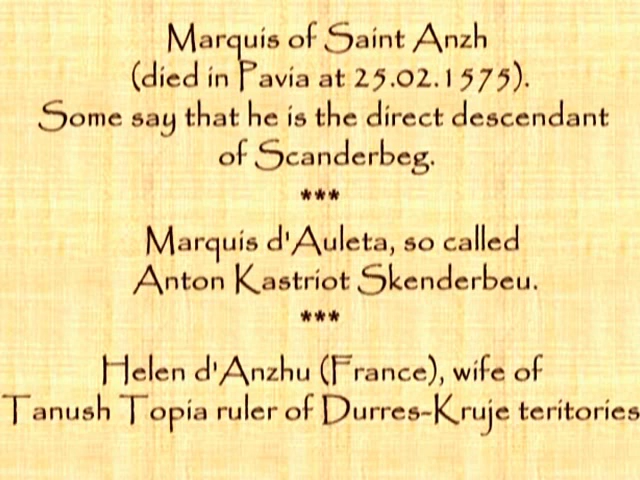 Marquis of Saint Anzh
(died in Pavia at 25.02.1575).
Some say that he is the direct descendant
of Scanderbeg.
***
Marquis d'Auleta, so called
Anton Kastriot Skenderbeu.
***
Helen d'Anzhu (France), wife of
Tanush Topia ruler of Durres-Kruje teritories